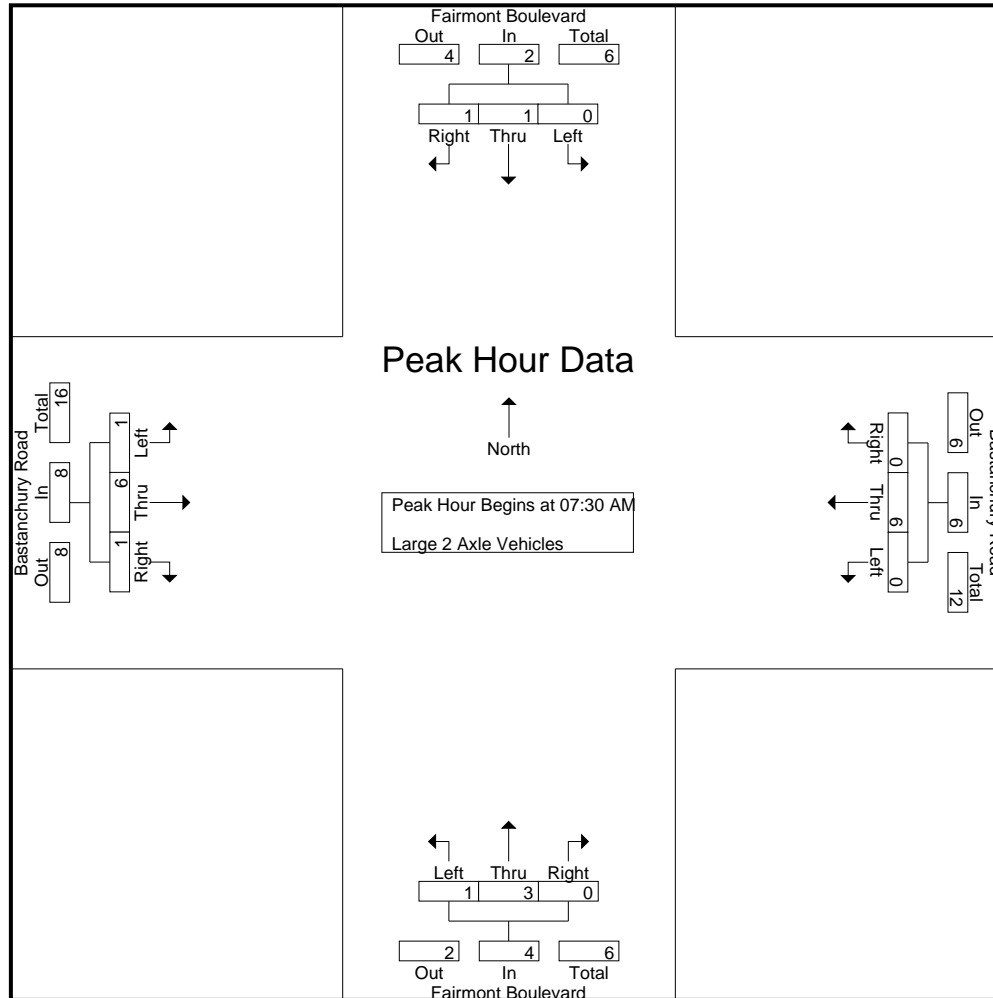 Fairmont Boulevard
Out In Total
4 2 6
1 1 0
Right Thru Left
Peak Hour Data
North
Peak Hour Begins at 07:30 AM
Large 2 Axle Vehicles
Bastanchury Road
Total In Out
16 8 8
1 6 1
Left Thru Right
Bastanchury Road
Out In Total
6 6 12
0 6 0
Right Thru Left
Left Thru Right
1 3 0
2 4 6
Out In Total
Fairmont Boulevard